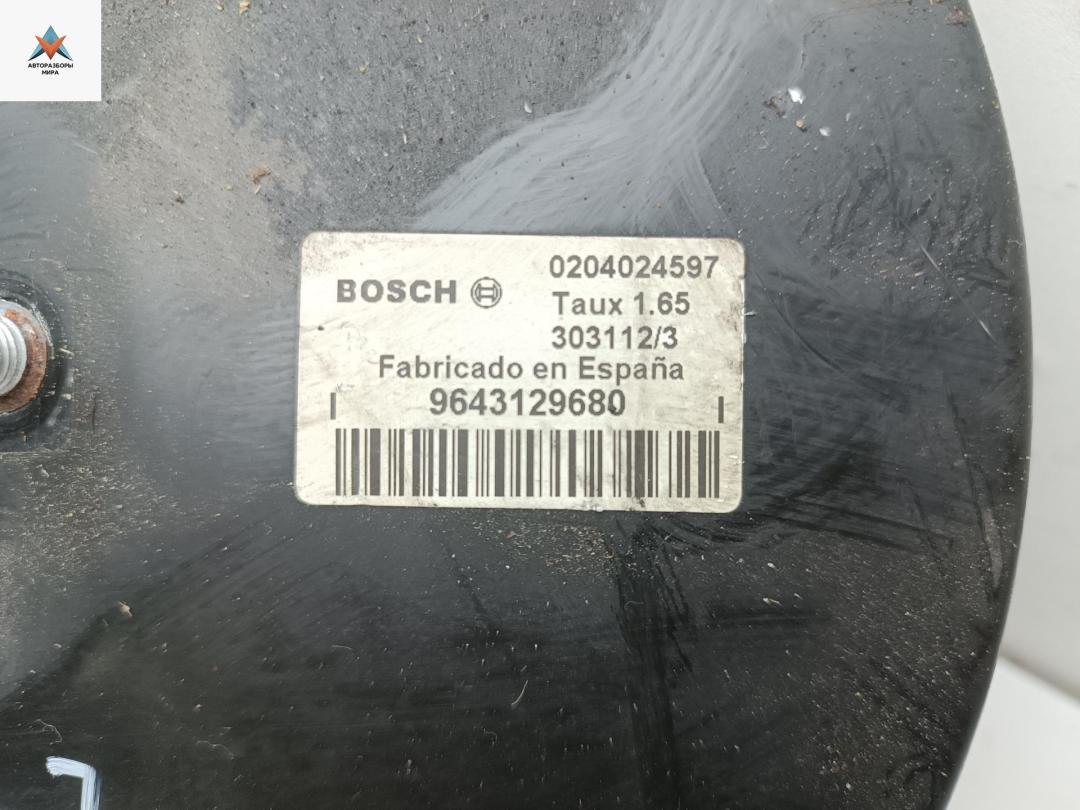 АВТОРАЗБОРЫ
МИРА
BOSCH
0204024597
Taux 1.65
303112/3
Fabricado en España
9643129680